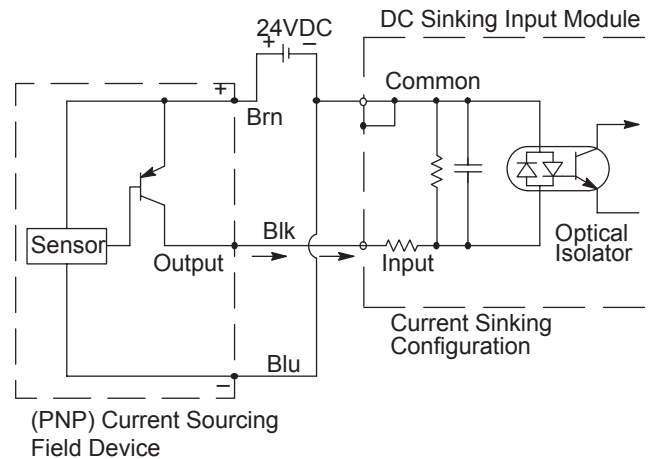 DC Sinking Input Module
24VDC
+ −
Common
+
Brn
Blk
Sensor
Output
Input
Optical
Isolator
Current Sinking
Configuration
Blu
−
(PNP) Current Sourcing
Field Device